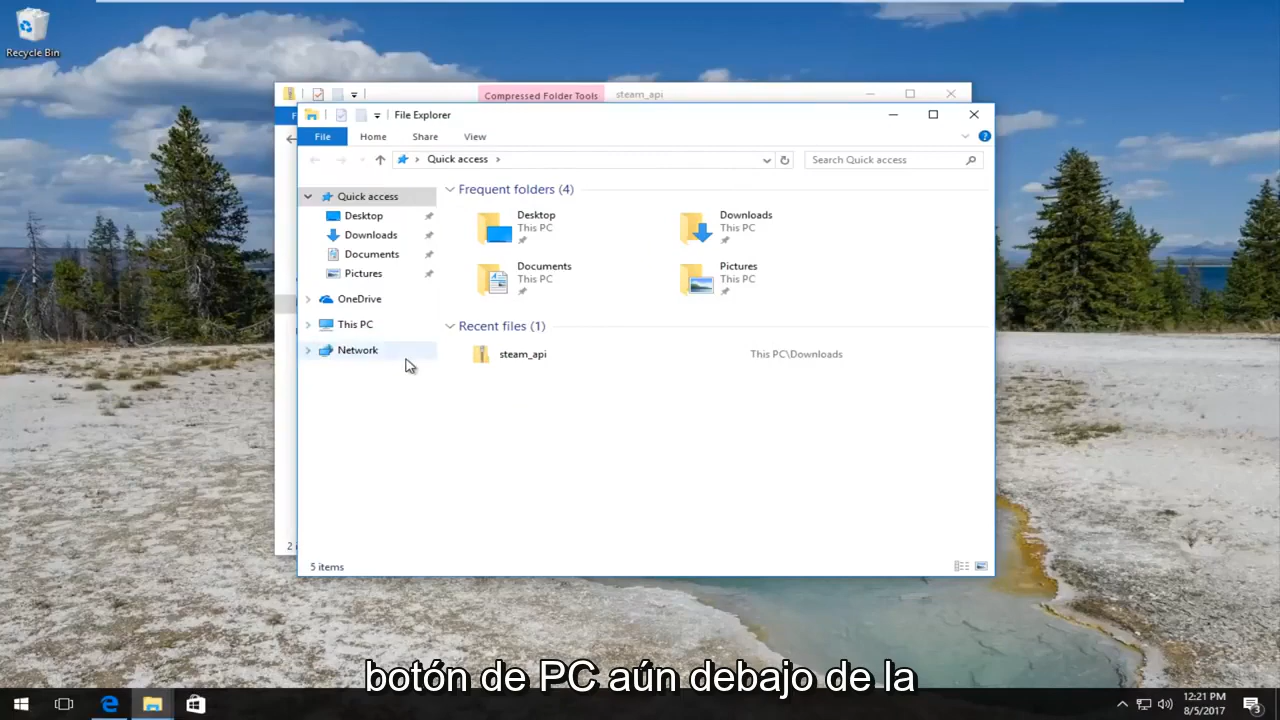 Recycle Bin
Compressed Folder Tools
steam_api
File Explorer
File
Home
Share
View
Quick access
Search Quick access
Quick access
Desktop
Downloads
Documents
Pictures
OneDrive
This PC
Network
Frequent folders (4)
Desktop
This PC
Downloads
This PC
Documents
This PC
Pictures
This PC
Recent files (1)
steam_api
This PC\Downloads
5 items
botón de PC aún debajo de la
12:21 PM
8/5/2017
3